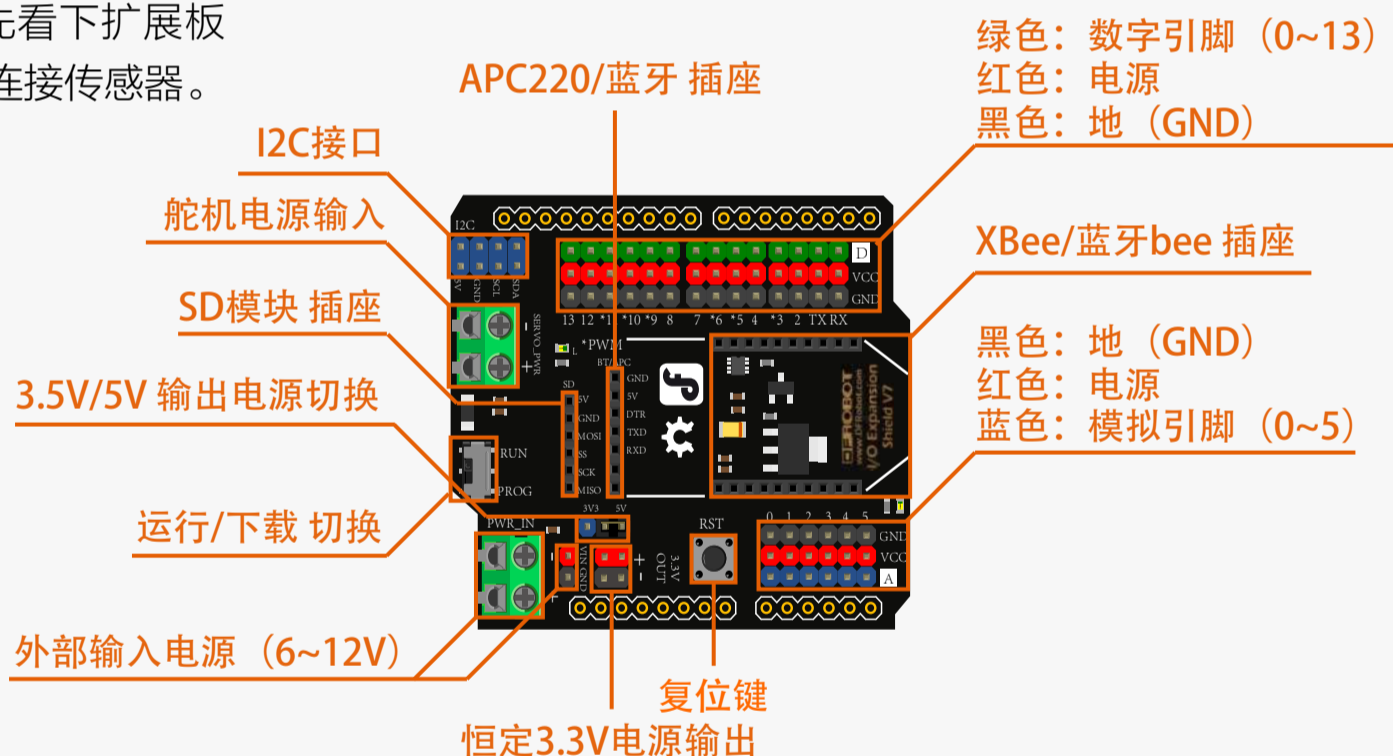 先看下扩展板
连接传感器。
绿色：数字引脚（0~13）
红色：电源
黑色：地（GND）
APC220/蓝牙 插座
I2C接口
舵机电源输入
SD模块 插座
3.5V/5V 输出电源切换
运行/下载 切换
外部输入电源（6~12V）
XBee/蓝牙bee 插座
黑色：地（GND）
红色：电源
蓝色：模拟引脚（0~5）
复位键
恒定3.3V电源输出
I2C
5V
GND
SCL
SDA
D
VCC
GND
13 12 *10 *9 8 7 *6 *5 4 *3 2 TX RX
SERVO_PWR
-
+
L
*PWM
BT/APC
GND
5V
DTR
TXD
RXD
SD
5V
GND
MOSI
SS
SCK
MISO
DFROBOT
www.DFRobot.com
I/O Expansion
Shield V7
RUN
PROG
3V3 5V
PWR_IN
-
+
VIN GND
+
-
3.3V
OUT
RST
0 1 2 3 4 5
GND
VCC
A